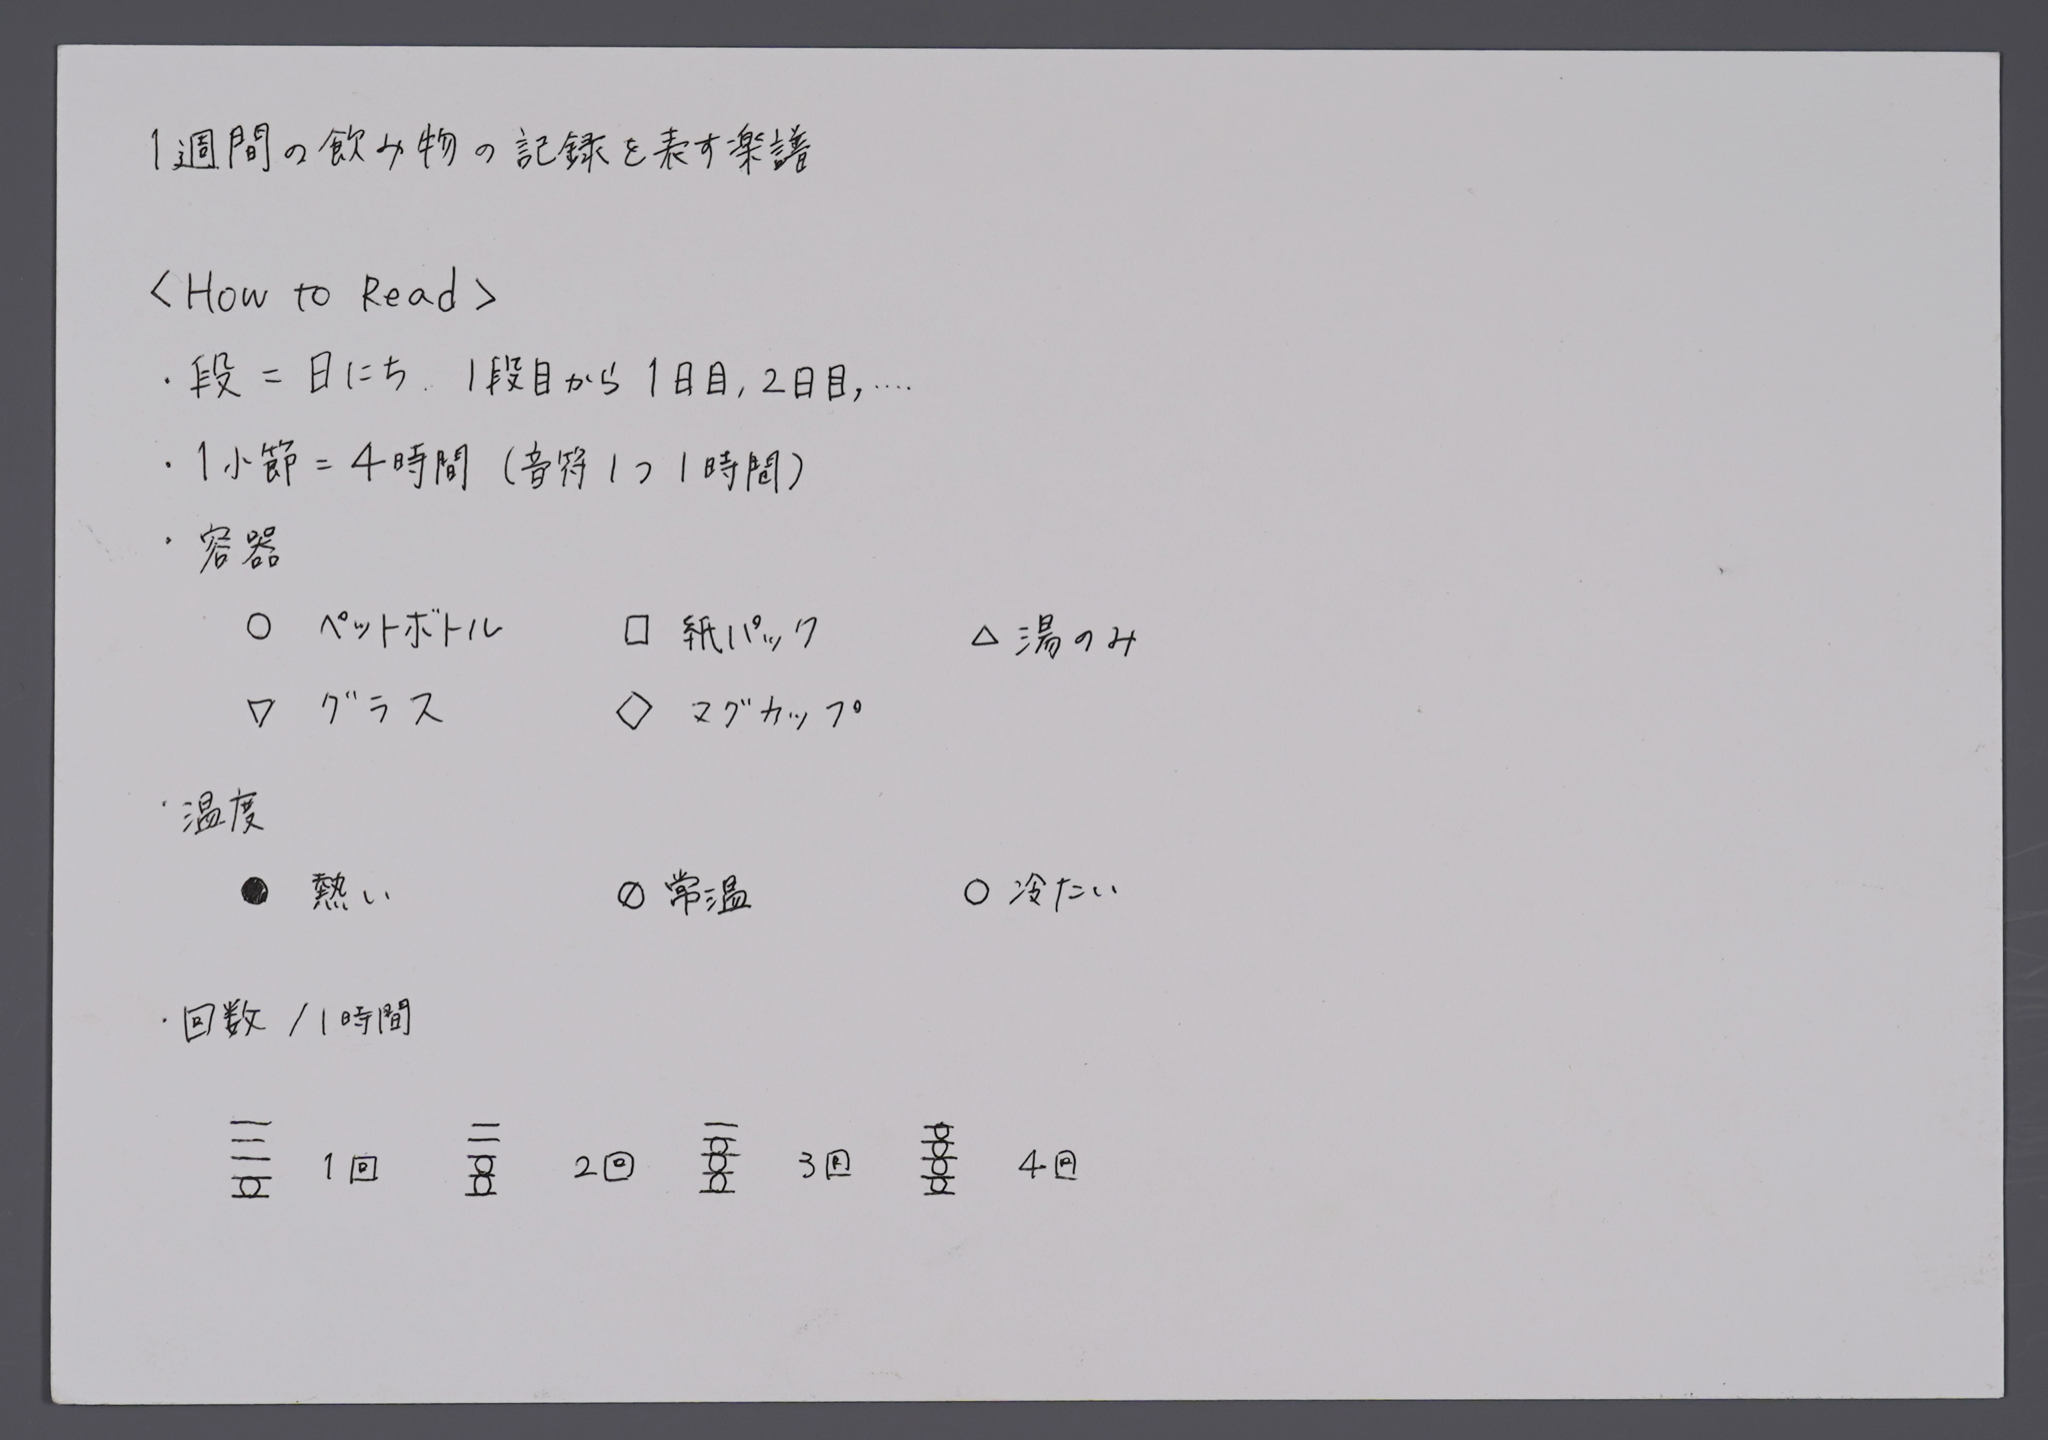 1週間の飲み物の記録を表す楽譜
<How to Read>
・段 = 日にち. 1段目から 1日目, 2日目, ....
・1小節 = 4時間 (音符1つ1時間)
・容器
○ ペットボトル □ 紙パック △ 湯のみ
▽ グラス ◇ マグカップ
・温度
● 熱い ⊘ 常温 ○ 冷たい
・回数 / 1時間
1回 2回 3回 4回